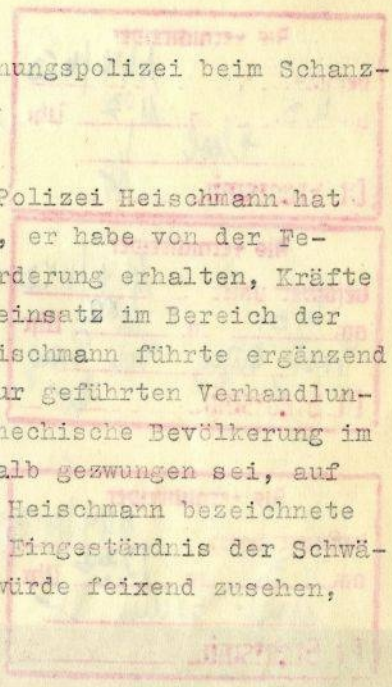 nungspolizei beim Schanz-
Polizei Heischmann hat
, er habe von der Fe-
rderung erhalten, Kräfte
einsatz im Bereich der
ischmann führte ergänzend
ur geführten Verhandlun-
hechische Bevölkerung im
alb gezwungen sei, auf
Heischmann bezeichnete
Eingeständnis der Schwä-
würde feixend zusehen,